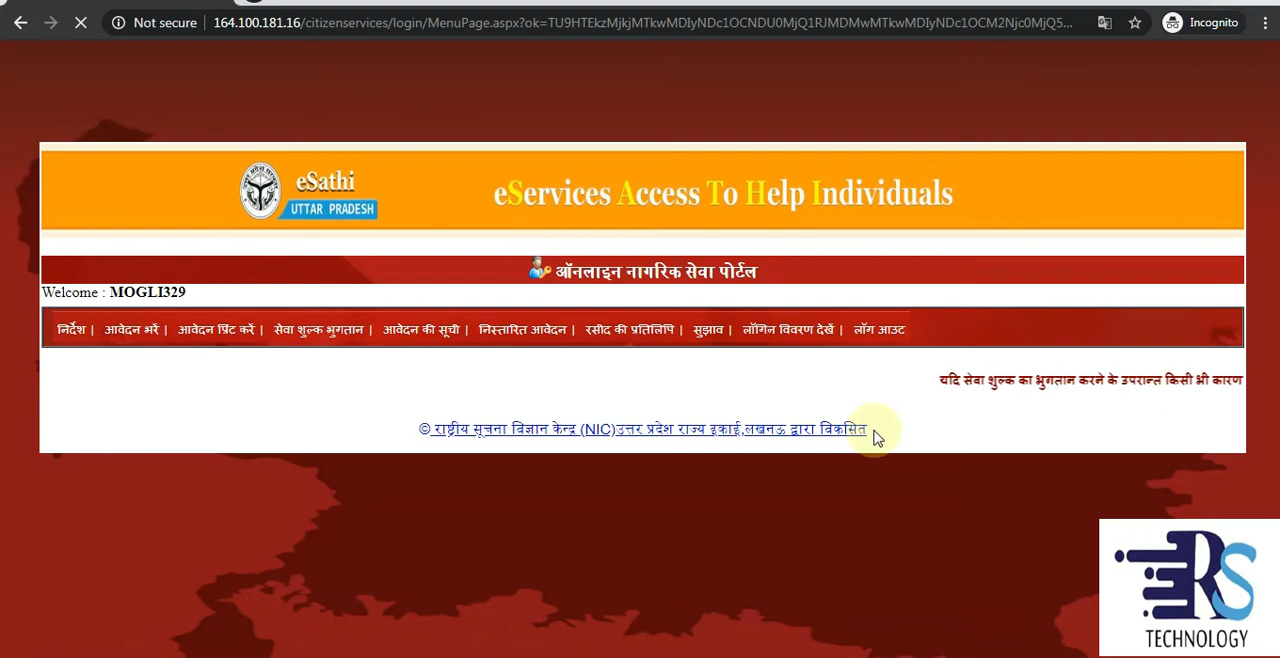 Not secure 164.100.181.16/citizenservices/login/MenuPage.aspx?ok=TU9HTEkzMjkjMTkwMDIyNDc1OCNDU0MjQ1RJMDMwMTkwMDIyNDc1OCM2Njc0MjQ5... Incognito
eSathi
UTTAR PRADESH
eServices Access To Help Individuals
ऑनलाइन नागरिक सेवा पोर्टल
Welcome : MOGLI329
निर्देश | आवेदन भरें | आवेदन प्रिंट करें | सेवा शुल्क भुगतान | आवेदन की सूची | निस्तारित आवेदन | रसीद की प्रतिलिपि | सुझाव | लॉगिन विवरण देखें | लॉग आउट
यदि सेवा शुल्क का भुगतान करने के उपरान्त किसी भी कारण
© राष्ट्रीय सूचना विज्ञान केन्द्र (NIC)उत्तर प्रदेश राज्य इकाई,लखनऊ द्वारा विकसित
RS
TECHNOLOGY